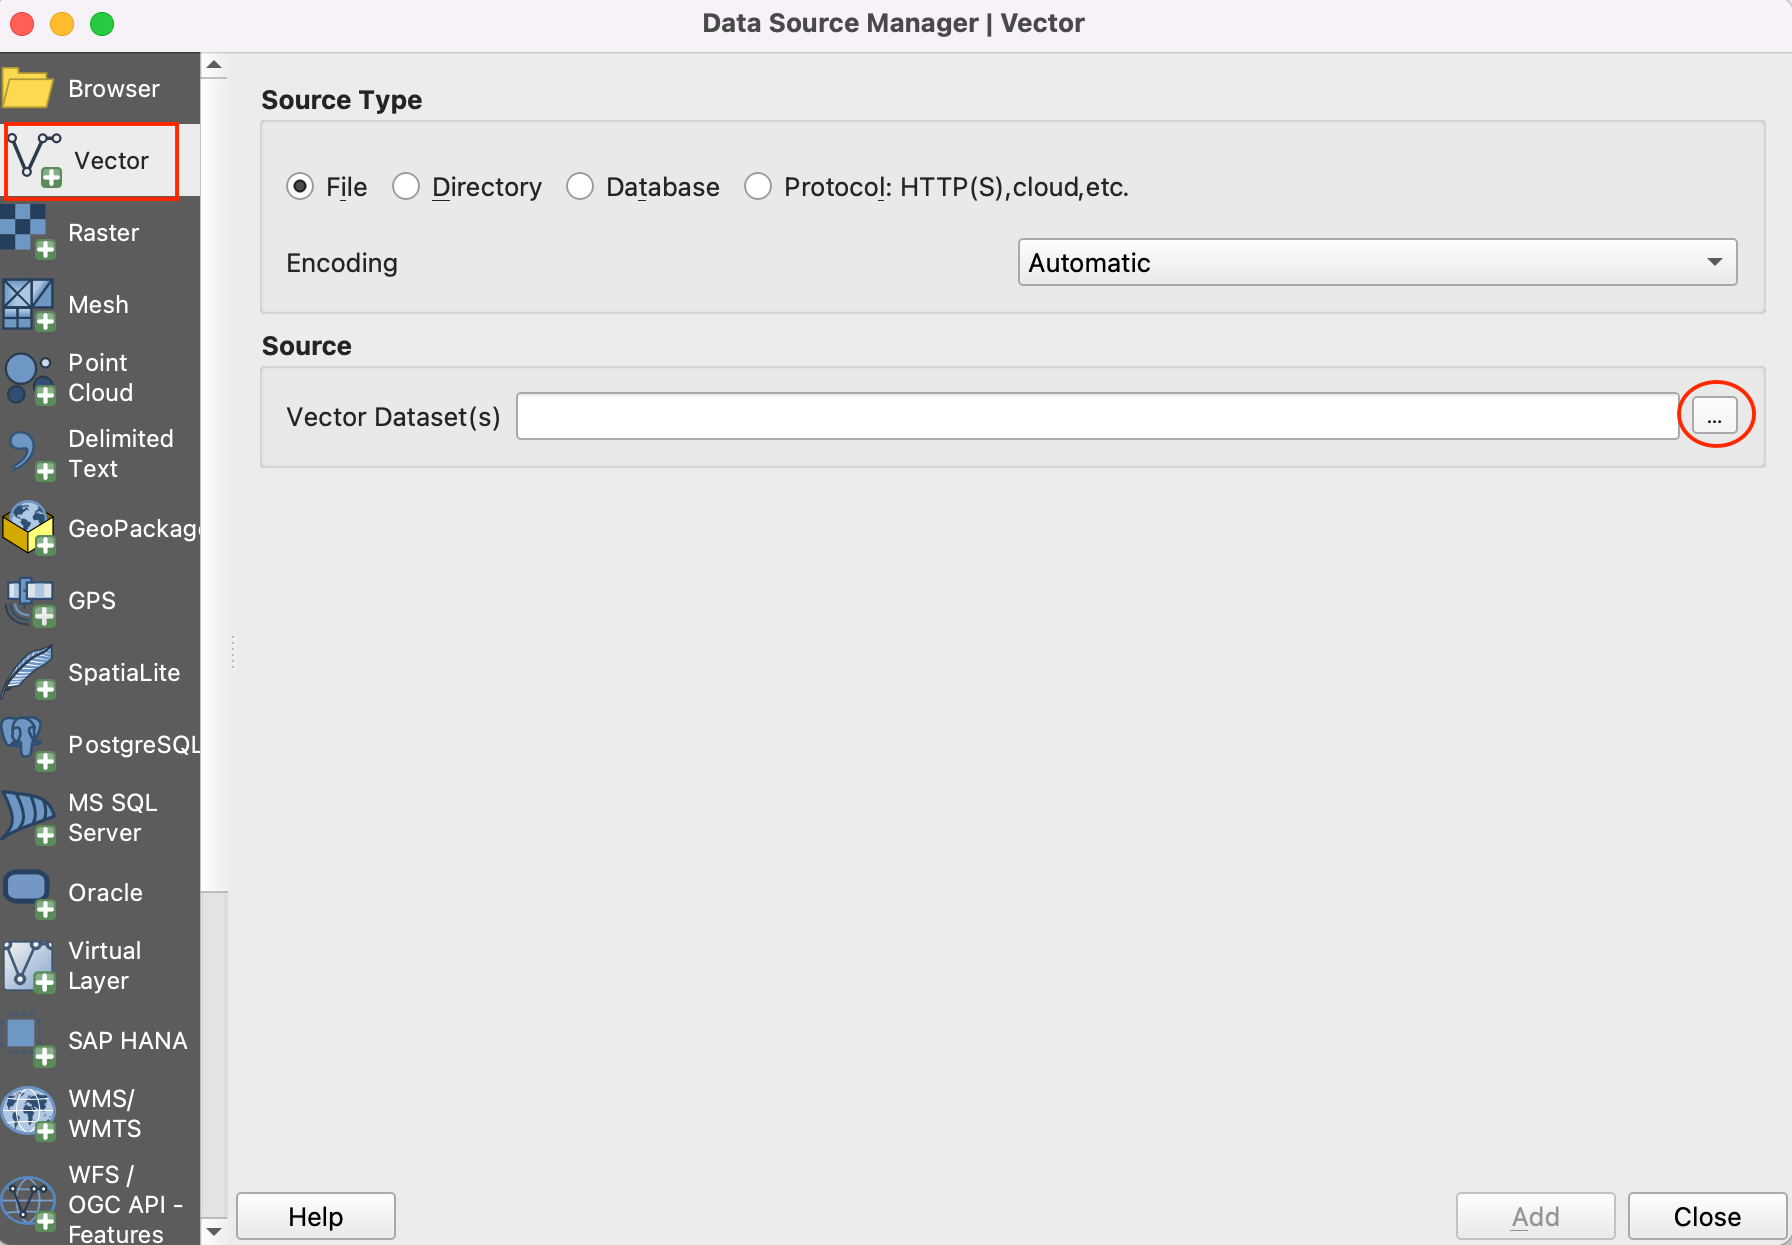 Data Source Manager | Vector
Browser
Vector
Raster
Mesh
Point
Cloud
Delimited
Text
GeoPackage
GPS
SpatiaLite
PostgreSQL
MS SQL
Server
Oracle
Virtual
Layer
SAP HANA
WMS/
WMTS
WFS /
OGC API -
Features
Source Type
File Directory Database Protocol: HTTP(S),cloud,etc.
Encoding Automatic
Source
Vector Dataset(s) ...
Help Add Close